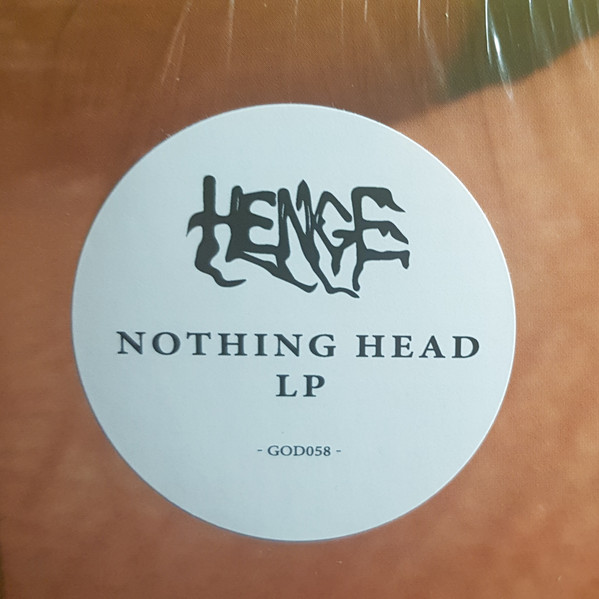 HENGE
NOTHING HEAD
LP
- GOD058 -